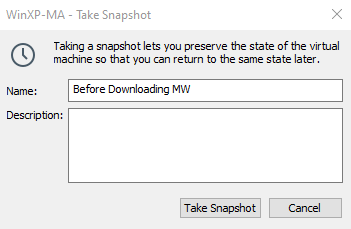 WinXP-MA - Take Snapshot
Taking a snapshot lets you preserve the state of the virtual
machine so that you can return to the same state later.
Name:
Before Downloading MW
Description:
Take Snapshot
Cancel